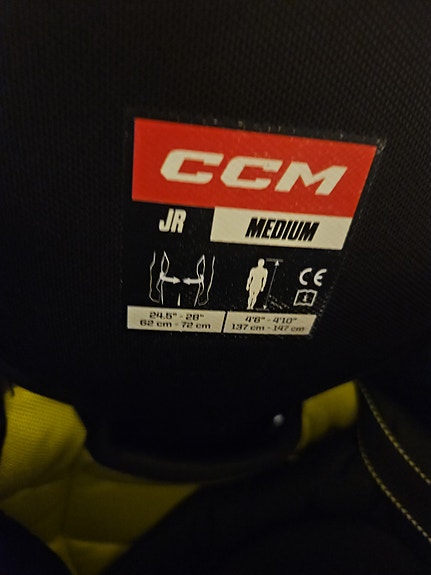 CCM
JR MEDIUM
CE
24.5" - 28" 4'6" - 4'10"
62 cm - 72 cm 137 cm - 147 cm